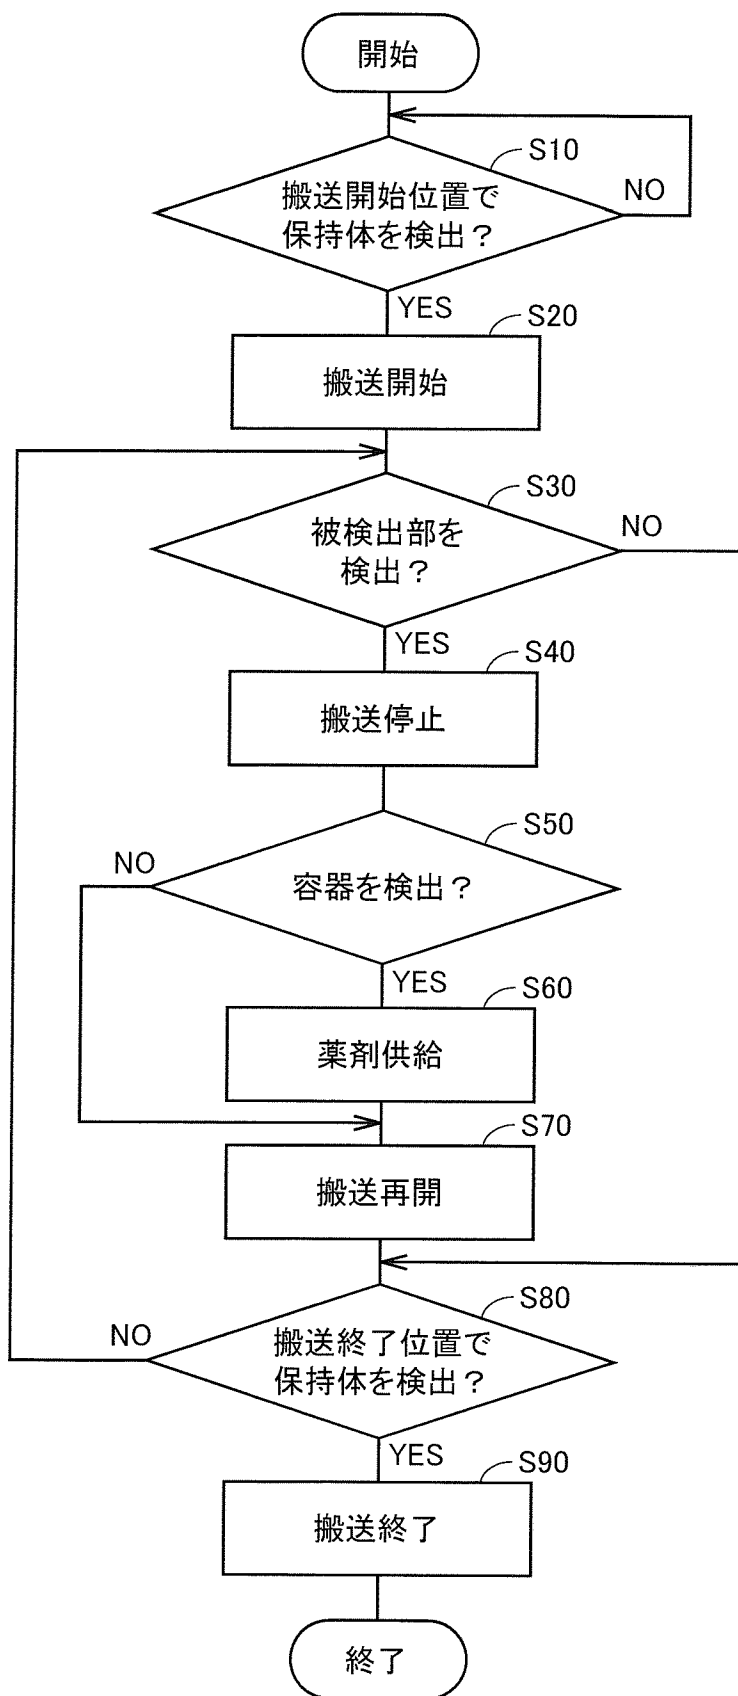 開始
S10
搬送開始位置で
保持体を検出？
NO
YES
S20
搬送開始
S30
被検出部を
検出？
NO
YES
S40
搬送停止
S50
容器を検出？
NO
YES
S60
薬剤供給
S70
搬送再開
S80
搬送終了位置で
保持体を検出？
NO
YES
S90
搬送終了
終了